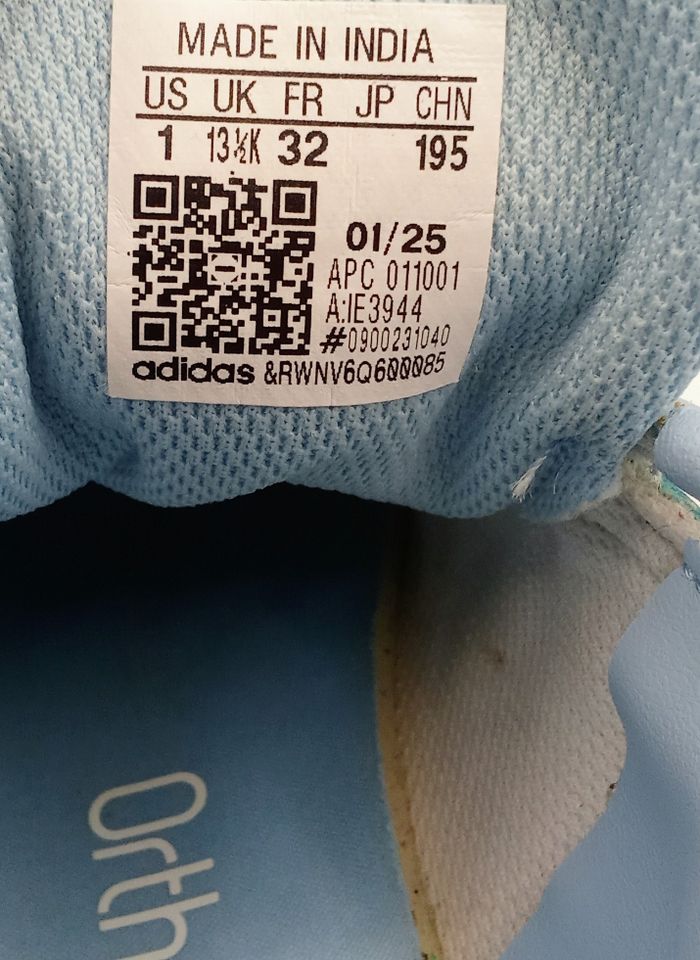 MADE IN INDIA
US UK FR JP CHN
1 13½K 32 195
01/25
APC 011001
A:IE3944
#0900231040
adidas &RWNV6Q600085
Orth